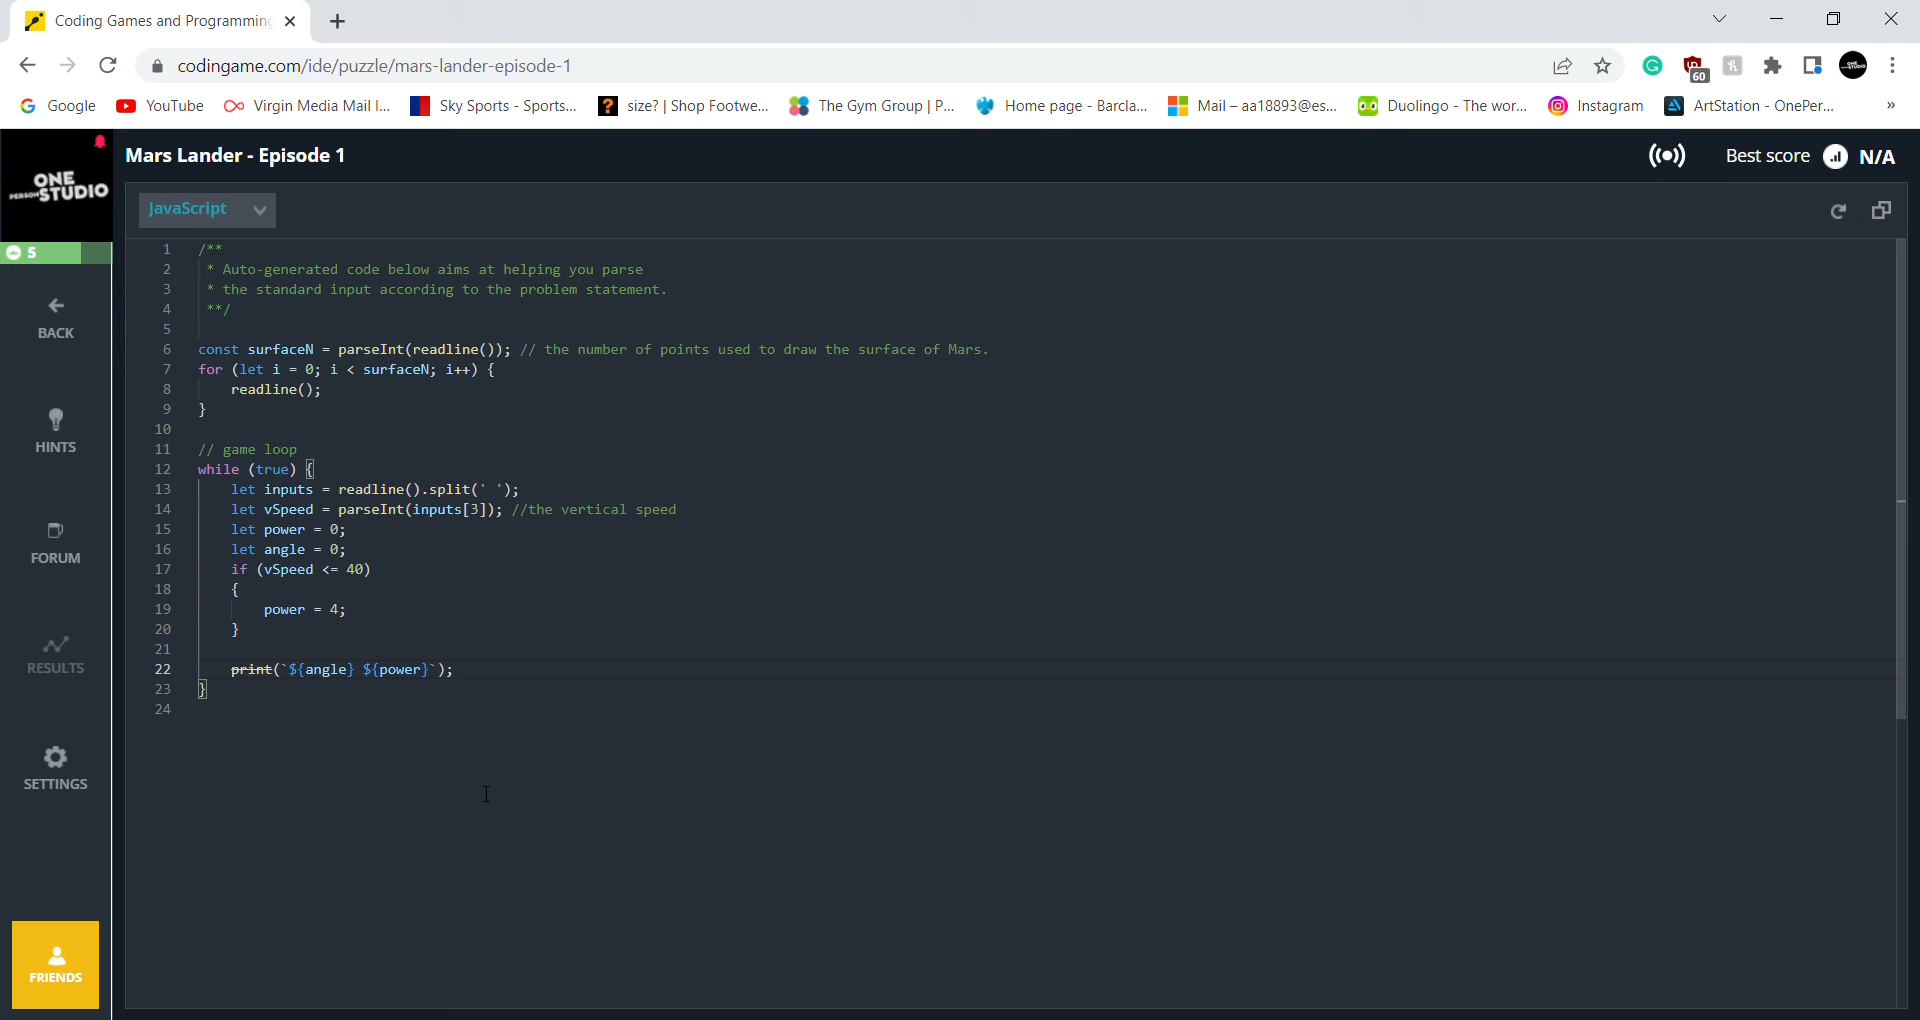 Coding Games and Programming
codingame.com/ide/puzzle/mars-lander-episode-1
60
Google YouTube Virgin Media Mail I... Sky Sports - Sports... size? | Shop Footwe... The Gym Group | P... Home page - Barcla... Mail – aa18893@es... Duolingo - The wor... Instagram ArtStation - OnePer... »
ONE
PERSON STUDIO
Mars Lander - Episode 1
Best score N/A
JavaScript
5
BACK
HINTS
FORUM
RESULTS
SETTINGS
FRIENDS
1 /**
2 * Auto-generated code below aims at helping you parse
3 * the standard input according to the problem statement.
4 **/
5
6 const surfaceN = parseInt(readline()); // the number of points used to draw the surface of Mars.
7 for (let i = 0; i < surfaceN; i++) {
8 readline();
9 }
10
11 // game loop
12 while (true) {
13 let inputs = readline().split(' ');
14 let vSpeed = parseInt(inputs[3]); //the vertical speed
15 let power = 0;
16 let angle = 0;
17 if (vSpeed <= 40)
18 {
19 power = 4;
20 }
21
22 print(`${angle} ${power}`);
23 }
24